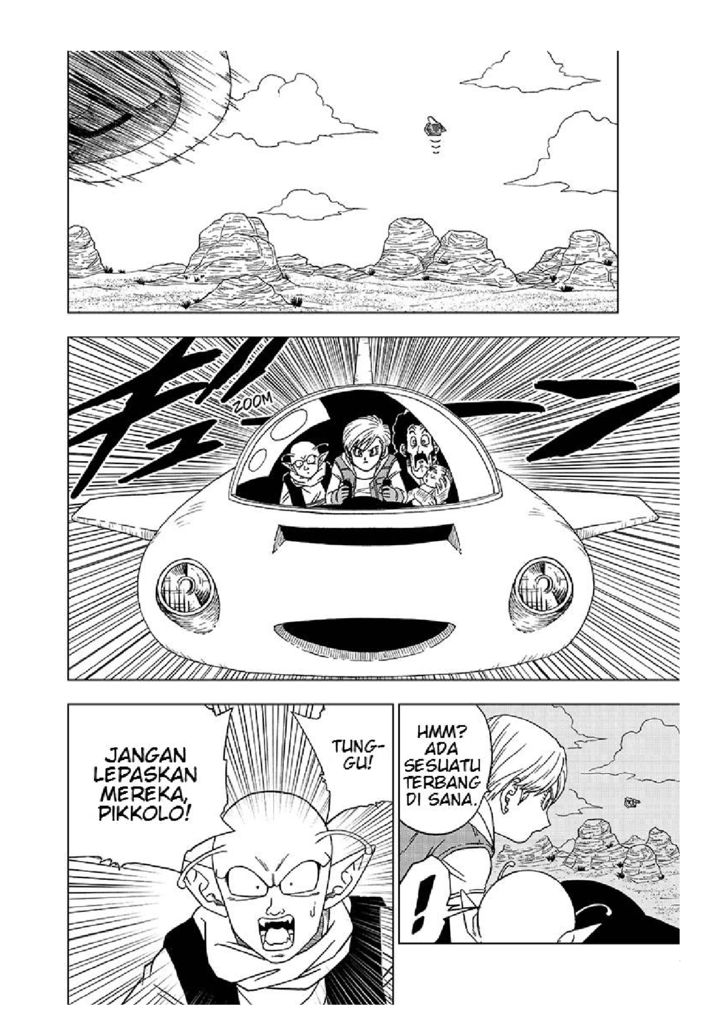 ZOOM
HMM?
ADA
SESUATU
TERBANG
DI SANA.
!
TUNG-
GU!
JANGAN
LEPASKAN
MEREKA,
PIKKOLO!